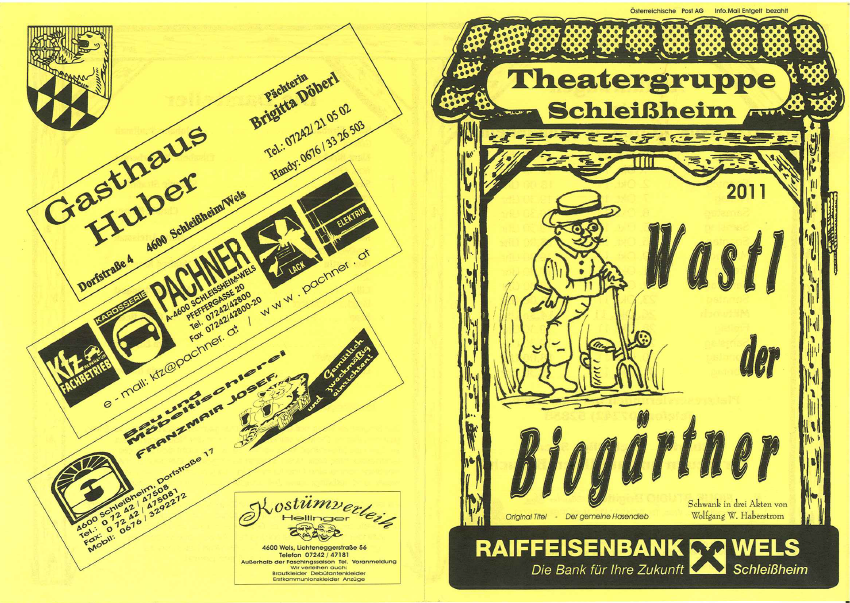 Gasthaus
Huber
Pächterin
Brigitta Döberl
Tel.: 07242/ 21 05 02
Handy: 0676 / 33 26 503
Dorfstraße 4 4600 Schleißheim/Wels
Kfz
FACHBETRIEB
KAROSSERIE
PACHNER
A-4600 SCHLEISSHEIM-WELS
PFEFFERGASSE 20
Tel. 07242/42800
Fax 07242/42800-20
LACK
ELEKTRIK
e - mail: kfz@pachner. at / www . pachner . at
Bau und
Möbeltischlerei
FRANZMAIR JOSEF,
Gemütlich
zweckmäßig
und einrichten!
4600 Schleißheim, Dorfstraße 17
Tel.: 0 72 42 / 47608
Fax: 0 72 42 / 475081
Mobil: 0676 / 3292272
Kostümverleih
Hellinger
4600 Wels, Lichteneggerstraße 56
Telefon 07242 / 47181
Außerhalb der Faschingssaison Tel. Voranmeldung
Wir verleihen auch:
Brautkleider Debütantenkleider
Erstkommunionskleider Anzüge
Österreichische Post AG Info.Mail Entgelt bezahlt
Theatergruppe
Schleißheim
2011
Wastl
der
Biogärtner
Schwank in drei Akten von
Original Titel - Der gemeine Hasendieb
Wolfgang W. Haberstrom
RAIFFEISENBANK WELS
Die Bank für Ihre Zukunft Schleißheim